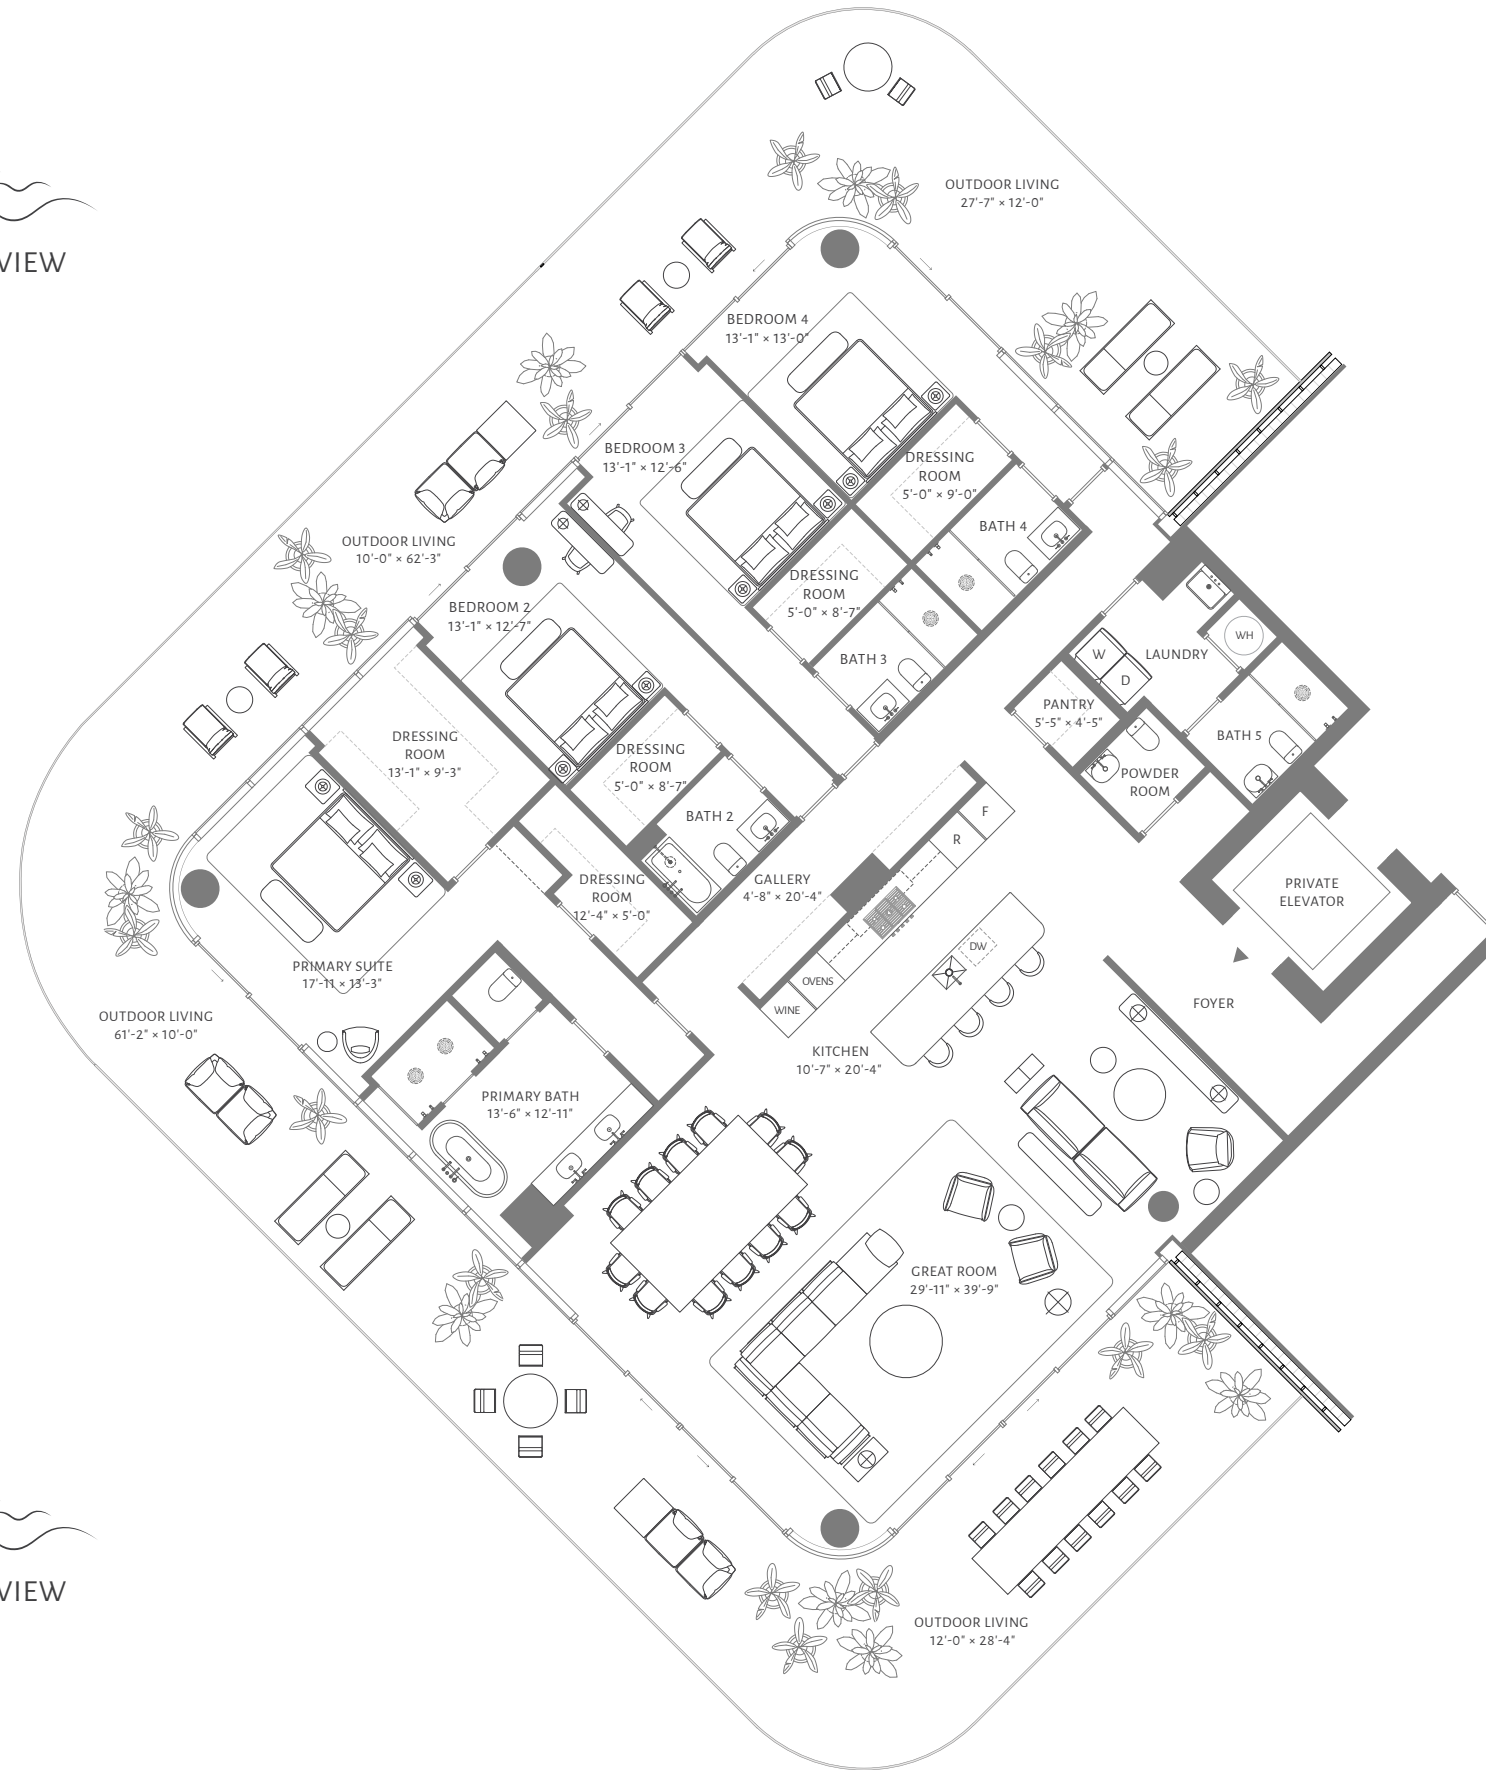 OUTDOOR LIVING
27'-7" × 12'-0"
VIEW
BEDROOM 4
13'-1" × 13'-0"
BEDROOM 3
13'-1" × 12'-6"
DRESSING
ROOM
5'-0" × 9'-0"
BATH 4
OUTDOOR LIVING
10'-0" × 62'-3"
DRESSING
ROOM
5'-0" × 8'-7"
BEDROOM 2
13'-1" × 12'-7"
WH
LAUNDRY
W
D
BATH 3
PANTRY
5'-5" × 4'-5"
BATH 5
DRESSING
ROOM
13'-1" × 9'-3"
DRESSING
ROOM
5'-0" × 8'-7"
POWDER
ROOM
BATH 2
F
R
DRESSING
ROOM
12'-4" × 5'-0"
GALLERY
4'-8" × 20'-4"
PRIVATE
ELEVATOR
DW
PRIMARY SUITE
17'-11 × 13'-3"
OVENS
WINE
FOYER
OUTDOOR LIVING
61'-2" × 10'-0"
KITCHEN
10'-7" × 20'-4"
PRIMARY BATH
13'-6" × 12'-11"
GREAT ROOM
29'-11" × 39'-9"
VIEW
OUTDOOR LIVING
12'-0" × 28'-4"